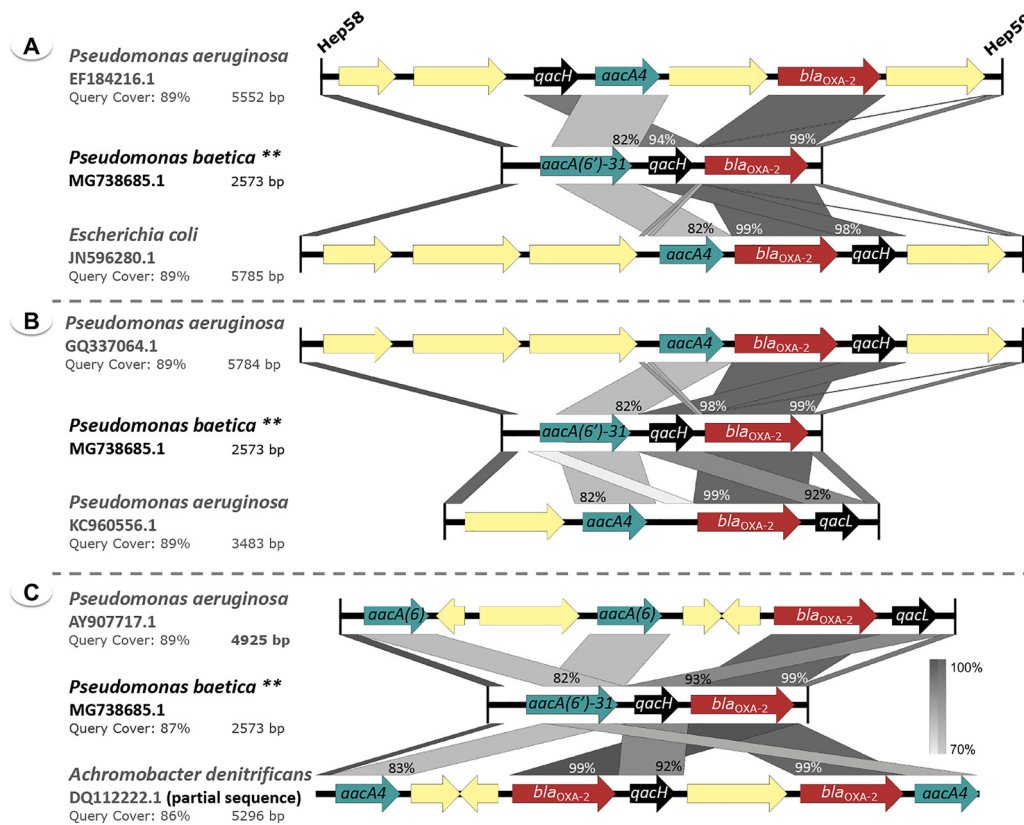 Hep58
Hep59
A
Pseudomonas aeruginosa
EF184216.1
Query Cover: 89% 5552 bp
qacH aacA4 blaOXA-2
82% 94% 99%
Pseudomonas baetica **
MG738685.1 2573 bp
aacA(6')-31 qacH blaOXA-2
Escherichia coli
JN596280.1
Query Cover: 89% 5785 bp
82% 99% 98%
aacA4 blaOXA-2 qacH
B
Pseudomonas aeruginosa
GQ337064.1
Query Cover: 89% 5784 bp
aacA4 blaOXA-2 qacH
82% 98% 99%
Pseudomonas baetica **
MG738685.1 2573 bp
aacA(6')-31 qacH blaOXA-2
Pseudomonas aeruginosa
KC960556.1
Query Cover: 89% 3483 bp
82% 99% 92%
aacA4 blaOXA-2 qacL
C
Pseudomonas aeruginosa
AY907717.1
Query Cover: 89% 4925 bp
aacA(6) aacA(6) blaOXA-2 qacL
82% 93% 99%
Pseudomonas baetica **
MG738685.1
Query Cover: 87% 2573 bp
aacA(6')-31 qacH blaOXA-2
100%
70%
Achromobacter denitrificans
DQ112222.1 (partial sequence)
Query Cover: 86% 5296 bp
83% 99% 92% 99%
aacA4 blaOXA-2 qacH blaOXA-2 aacA4